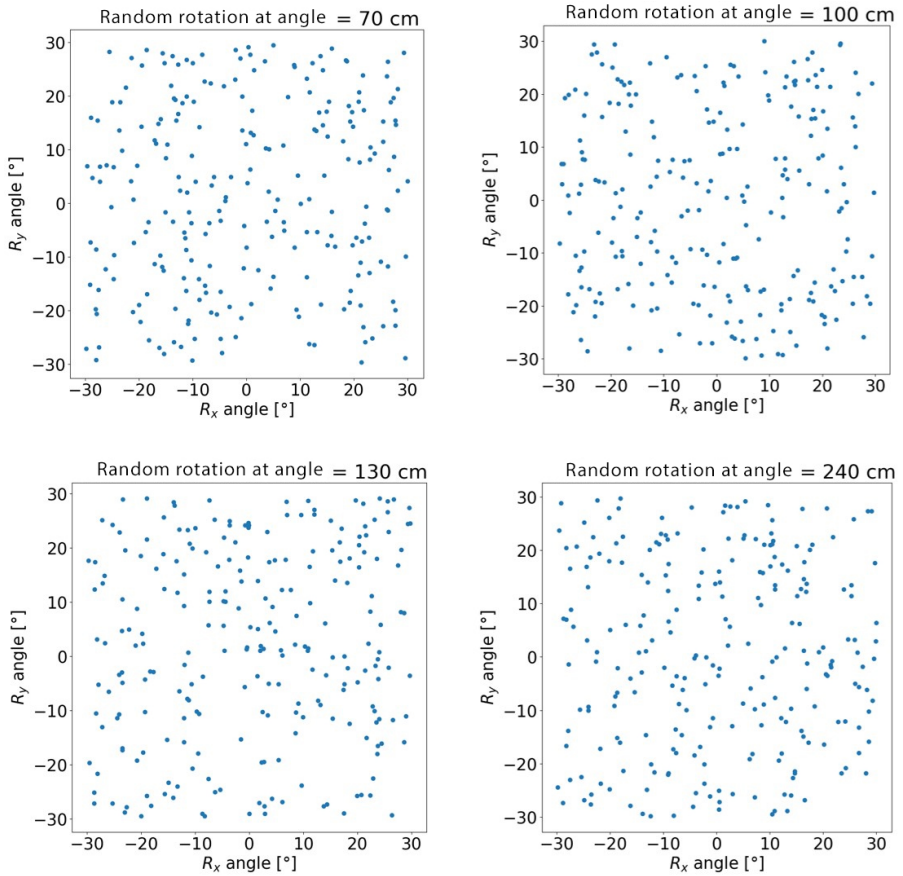 Random rotation at angle = 70 cm
30
20
10
0
−10
−20
−30
R_y angle [°]
−30 −20 −10 0 10 20 30
R_x angle [°]
Random rotation at angle = 100 cm
30
20
10
0
−10
−20
−30
R_y angle [°]
−30 −20 −10 0 10 20 30
R_x angle [°]
Random rotation at angle = 130 cm
30
20
10
0
−10
−20
−30
R_y angle [°]
−30 −20 −10 0 10 20 30
R_x angle [°]
Random rotation at angle = 240 cm
30
20
10
0
−10
−20
−30
R_y angle [°]
−30 −20 −10 0 10 20 30
R_x angle [°]